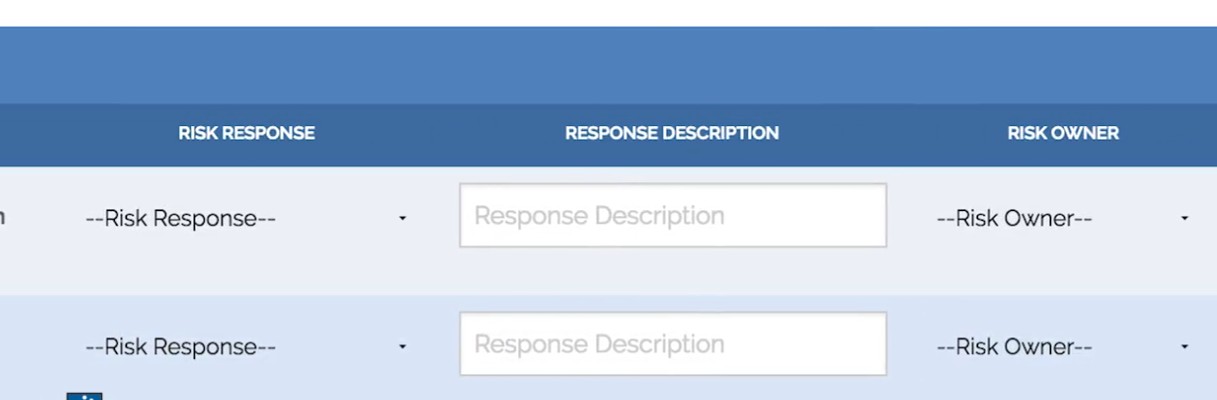 RISK RESPONSE RESPONSE DESCRIPTION RISK OWNER
--Risk Response-- Response Description --Risk Owner--
--Risk Response-- Response Description --Risk Owner--